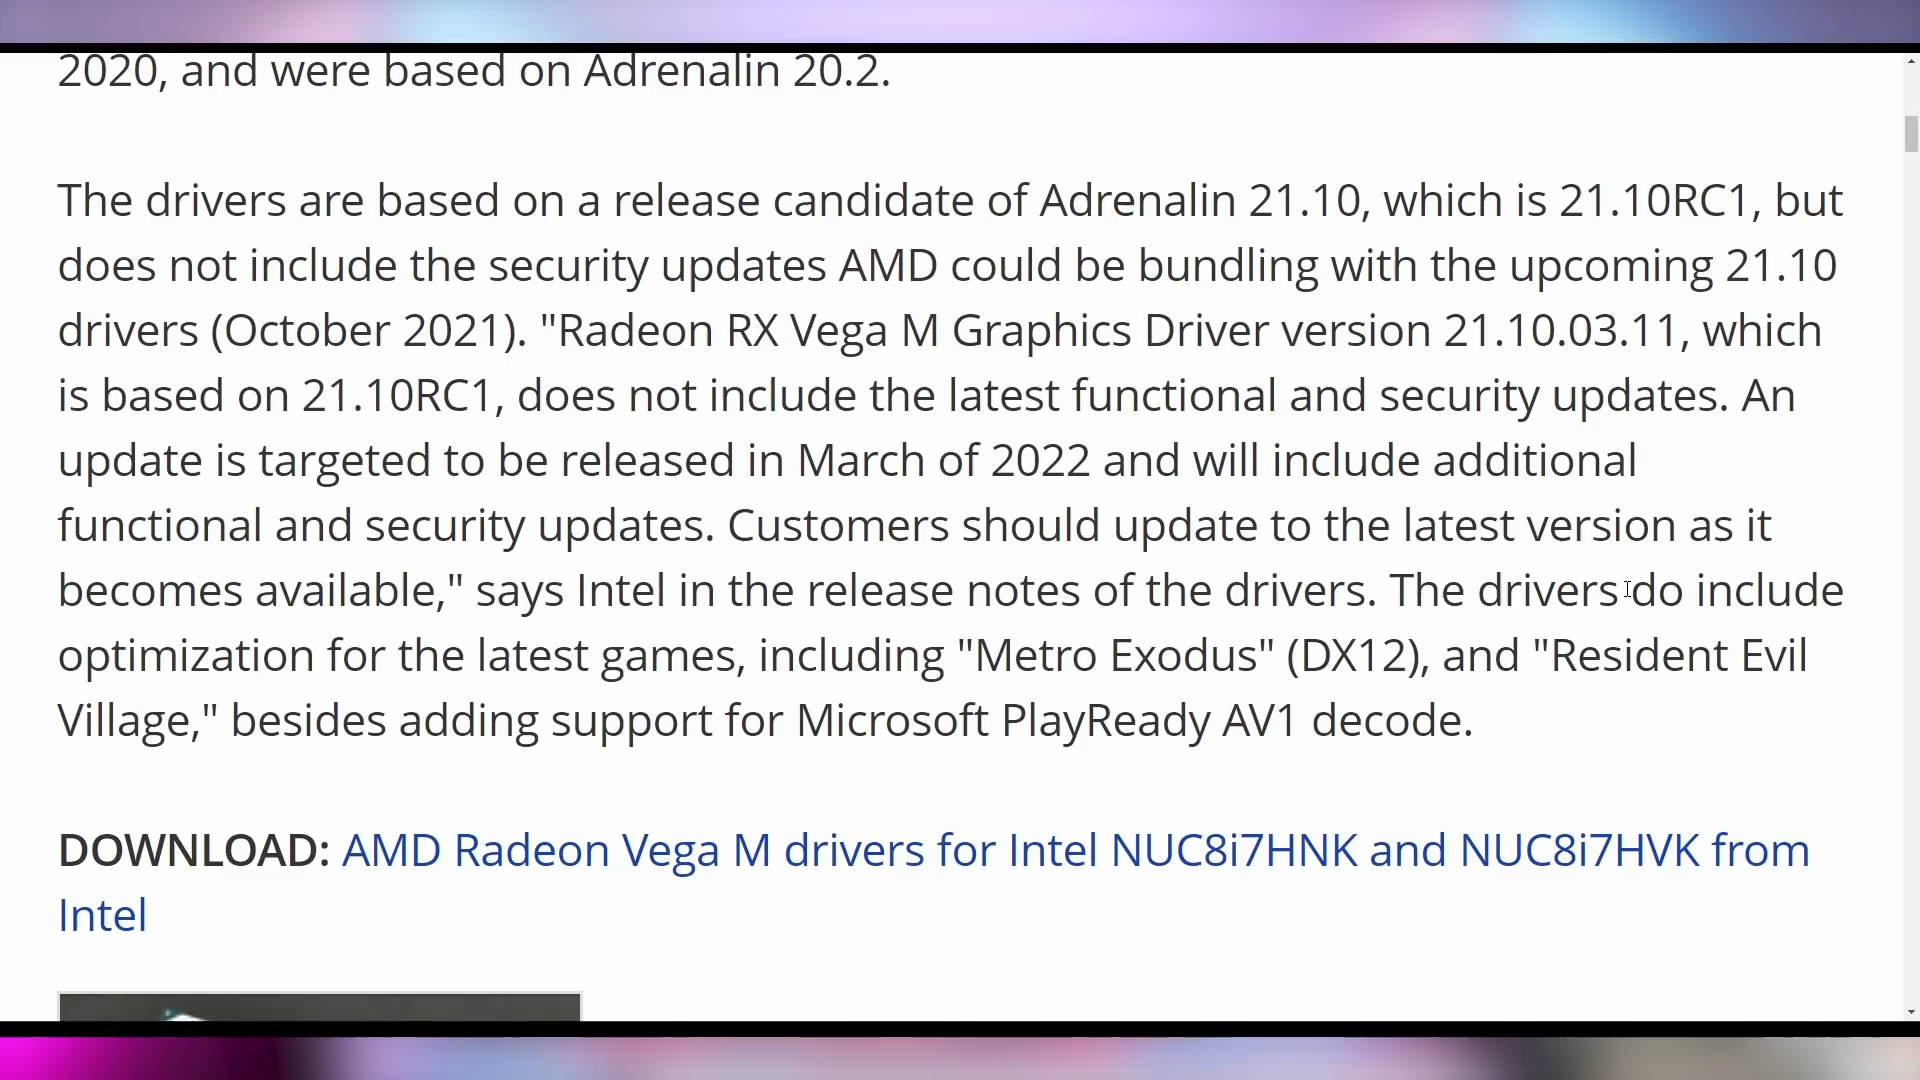 2020, and were based on Adrenalin 20.2.
The drivers are based on a release candidate of Adrenalin 21.10, which is 21.10RC1, but
does not include the security updates AMD could be bundling with the upcoming 21.10
drivers (October 2021). "Radeon RX Vega M Graphics Driver version 21.10.03.11, which
is based on 21.10RC1, does not include the latest functional and security updates. An
update is targeted to be released in March of 2022 and will include additional
functional and security updates. Customers should update to the latest version as it
becomes available," says Intel in the release notes of the drivers. The drivers do include
optimization for the latest games, including "Metro Exodus" (DX12), and "Resident Evil
Village," besides adding support for Microsoft PlayReady AV1 decode.
DOWNLOAD: AMD Radeon Vega M drivers for Intel NUC8i7HNK and NUC8i7HVK from
Intel